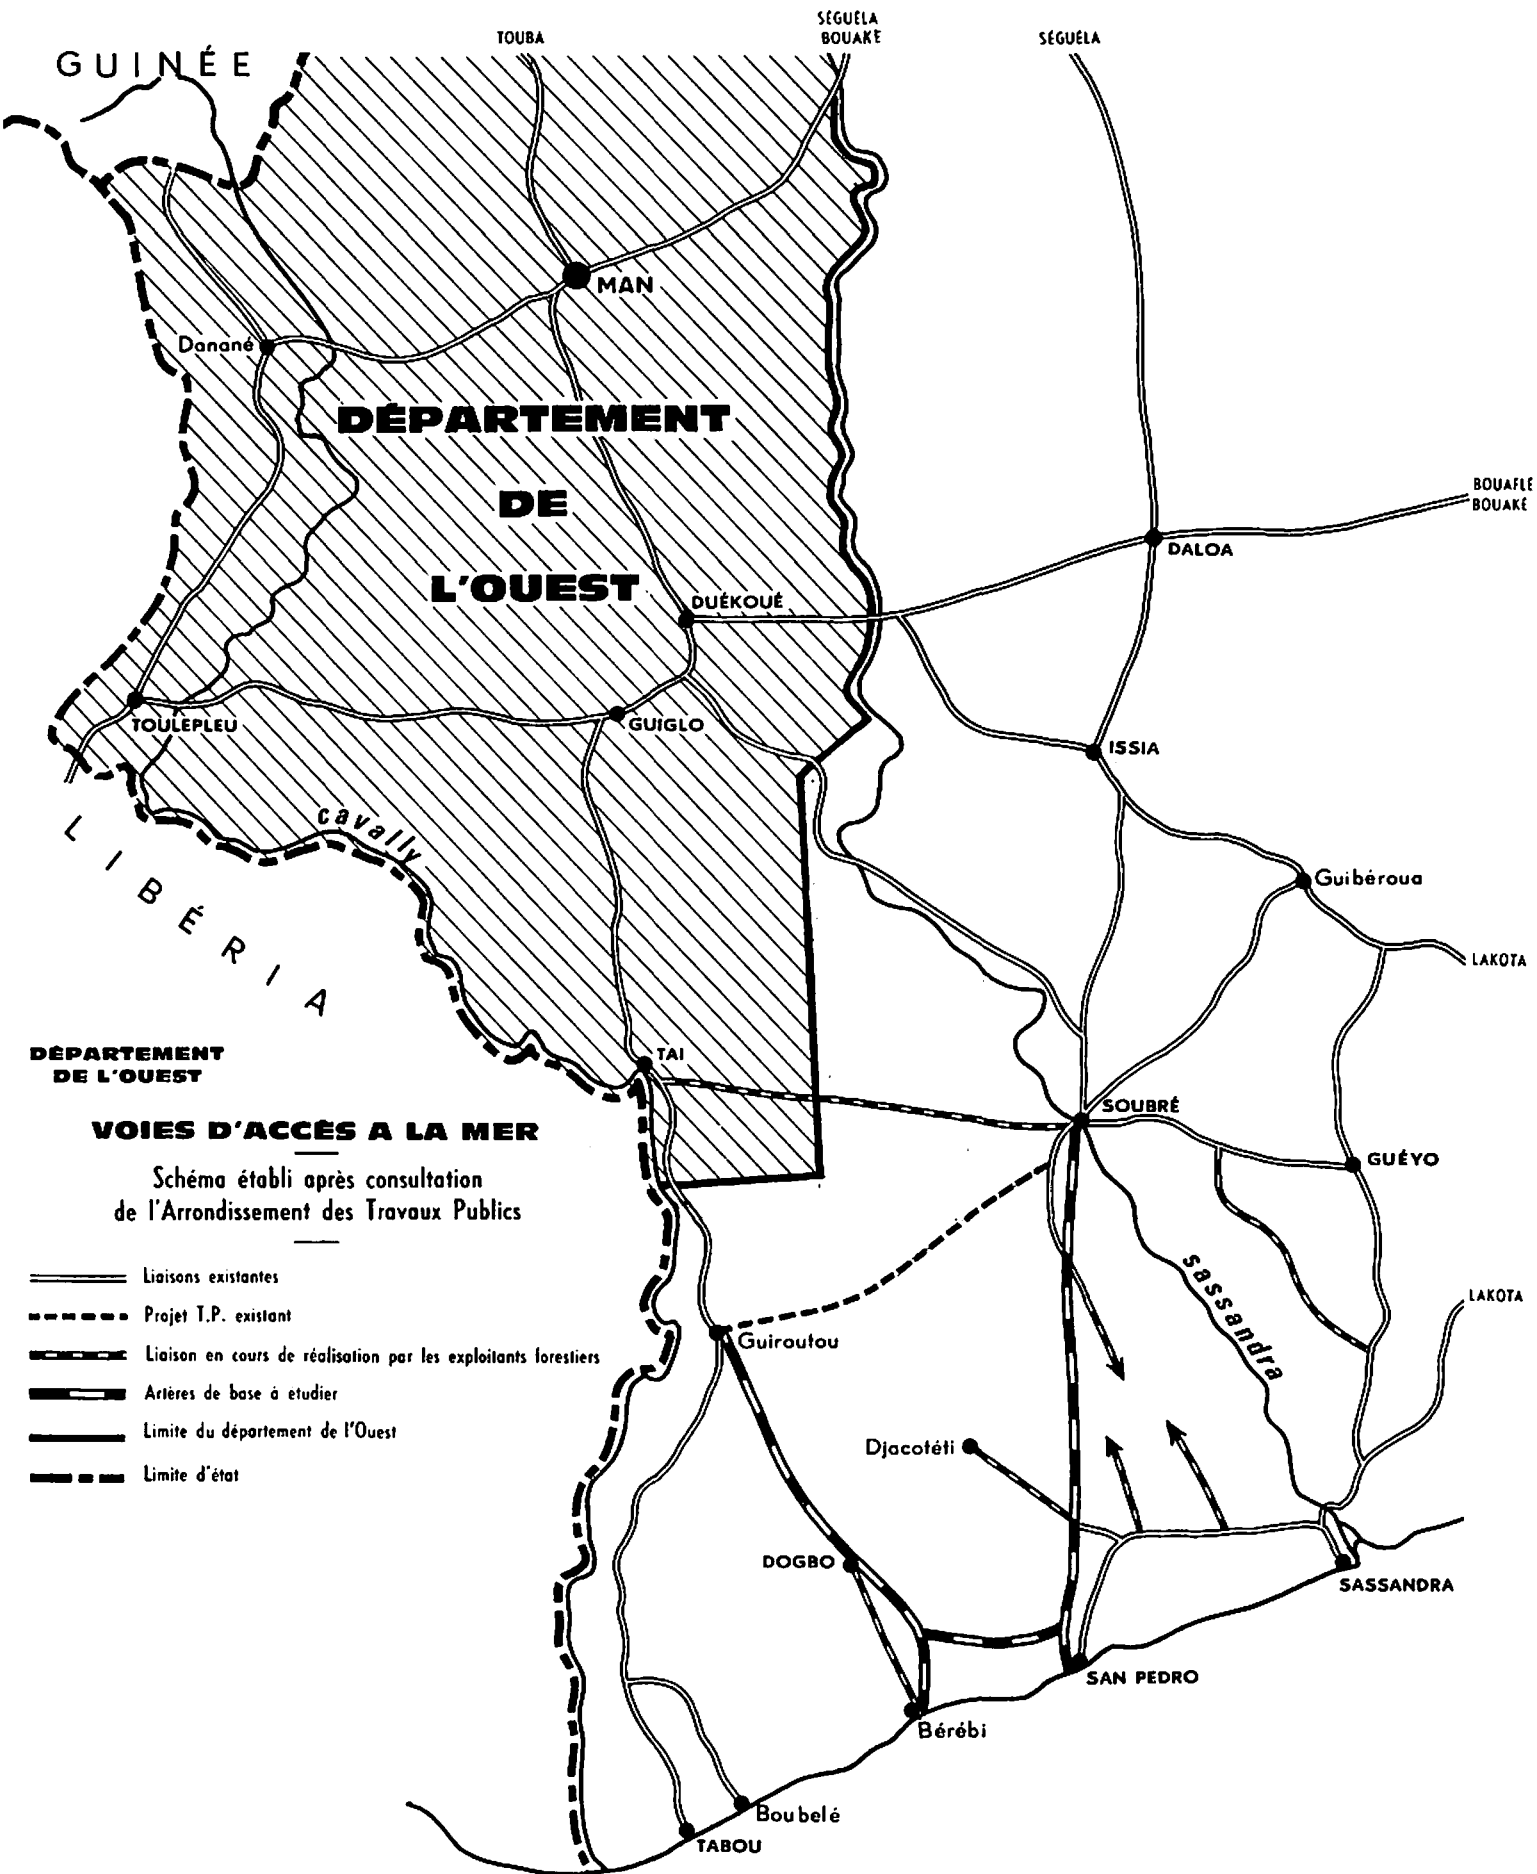 GUINÉE
TOUBA
SÉGUÉLA
BOUAKÉ
SÉGUÉLA
MAN
Danané
DÉPARTEMENT
DE
L'OUEST
BOUAFLÉ
BOUAKÉ
DALOA
DUÉKOUÉ
TOULEPLEU
GUIGLO
ISSIA
cavally
LIBÉRIA
Guibéroua
LAKOTA
TAI
SOUBRÉ
GUÉYO
DÉPARTEMENT
DE L'OUEST
VOIES D'ACCÈS A LA MER
Schéma établi après consultation
de l'Arrondissement des Travaux Publics
Liaisons existantes
Projet T.P. existant
Liaison en cours de réalisation par les exploitants forestiers
Artères de base à etudier
Limite du département de l'Ouest
Limite d'état
sassandra
LAKOTA
Guiroutou
Djacotéti
DOGBO
SASSANDRA
SAN PEDRO
Bérébi
Boubelé
TABOU